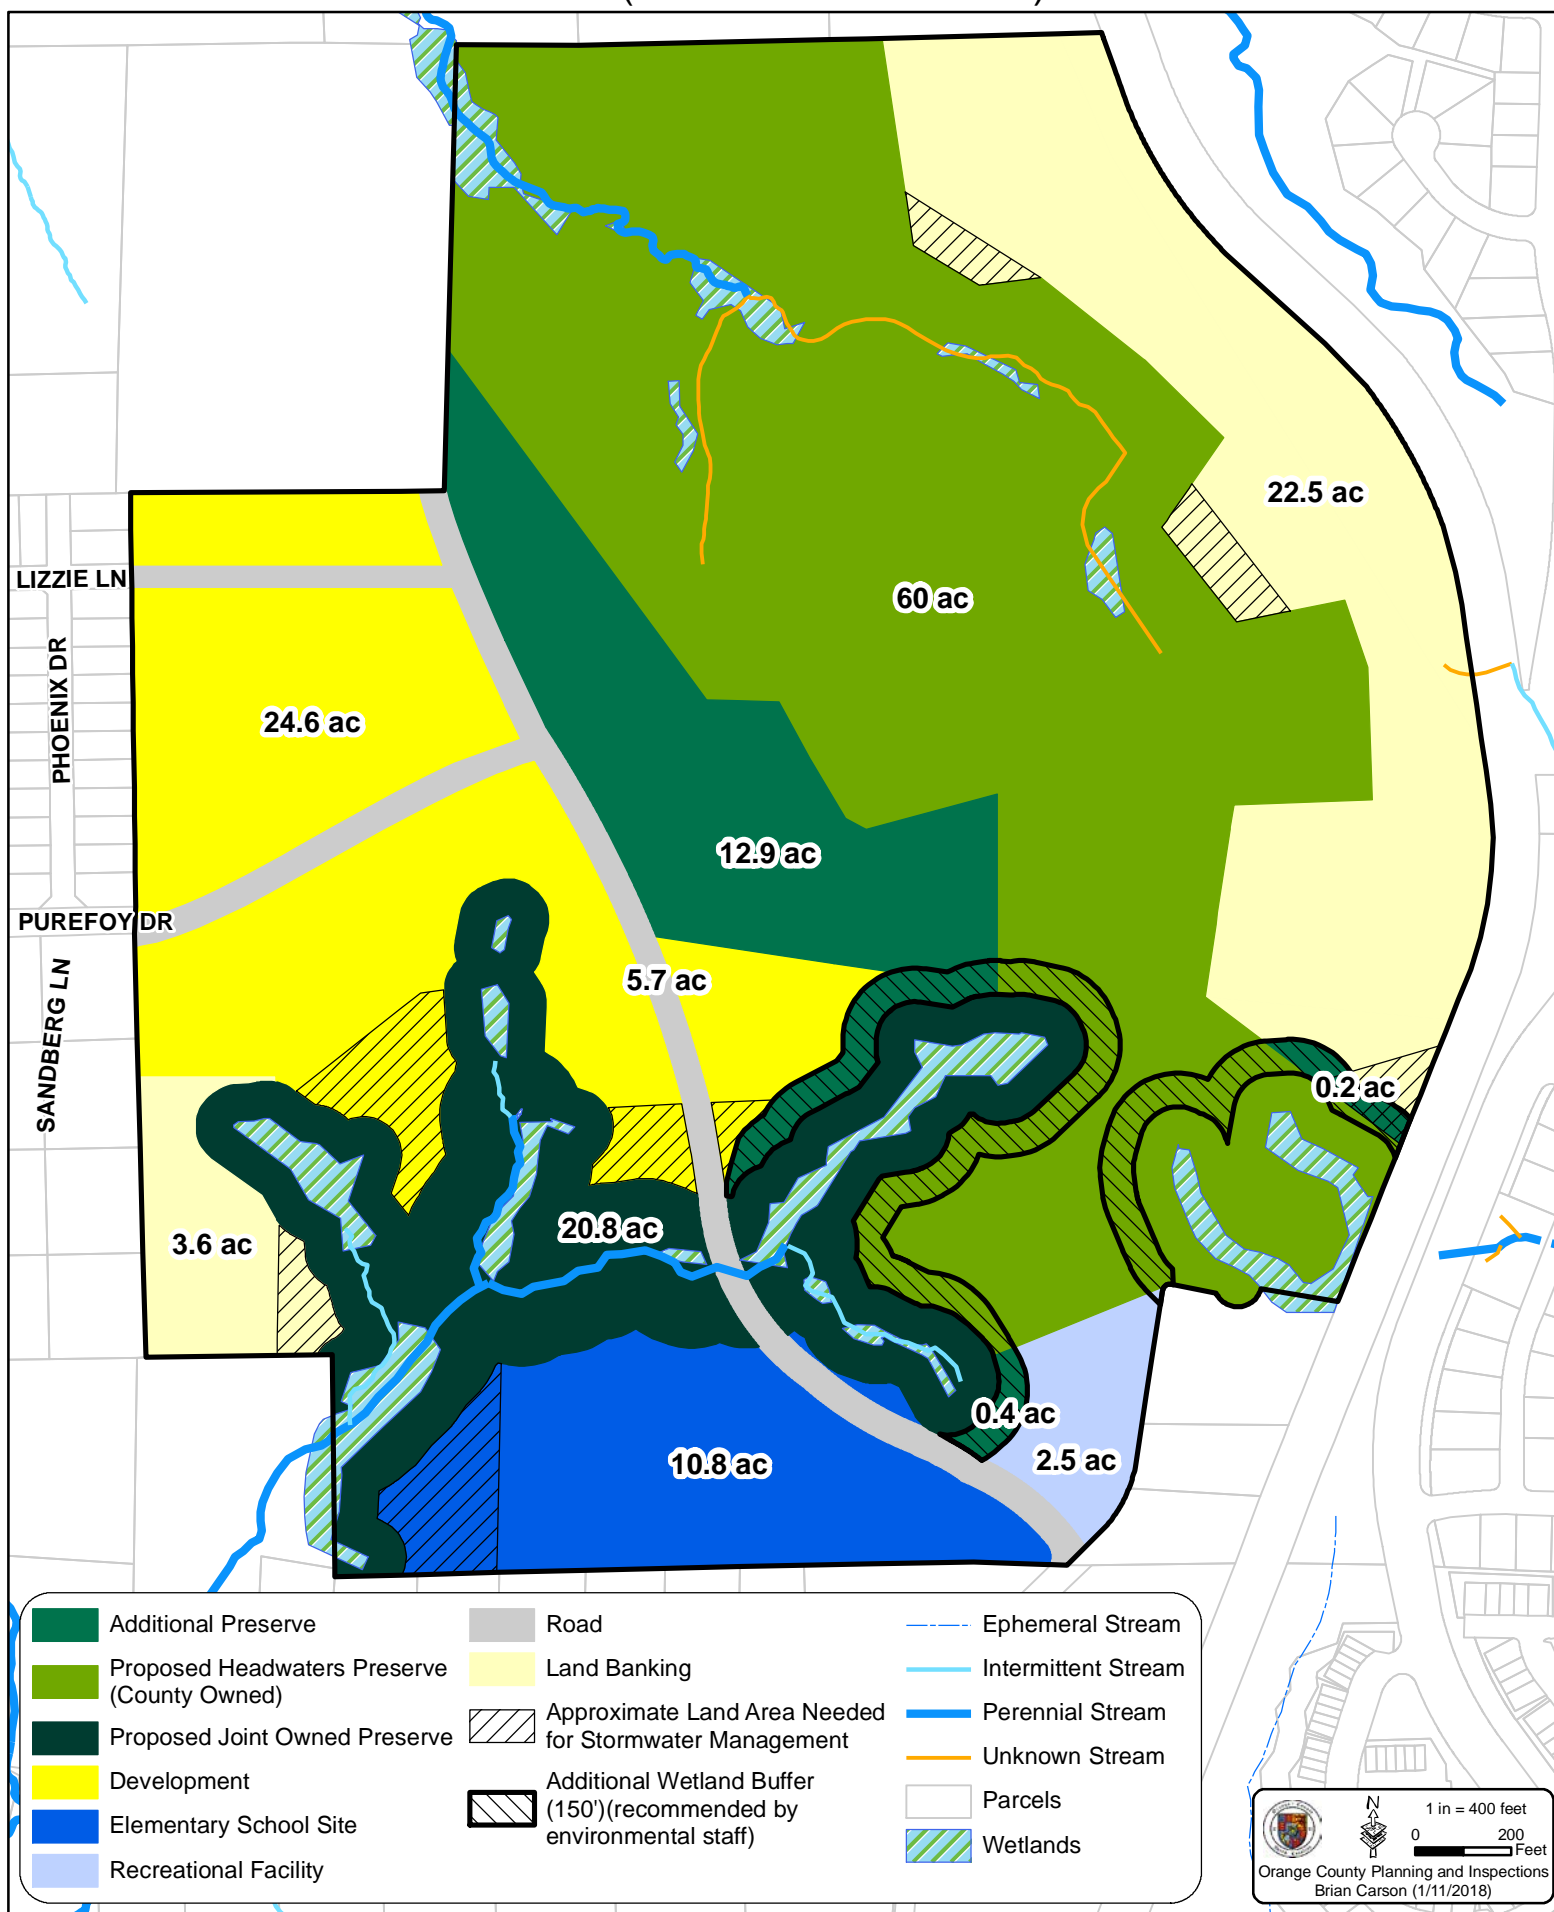 22.5 ac
60 ac
LIZZIE LN
PHOENIX DR
24.6 ac
12.9 ac
PUREFOY DR
SANDBERG LN
5.7 ac
0.2 ac
3.6 ac
20.8 ac
0.4 ac
10.8 ac
2.5 ac
Additional Preserve
Proposed Headwaters Preserve
(County Owned)
Proposed Joint Owned Preserve
Development
Elementary School Site
Recreational Facility
Road
Land Banking
Approximate Land Area Needed
for Stormwater Management
Additional Wetland Buffer
(150')(recommended by
environmental staff)
Ephemeral Stream
Intermittent Stream
Perennial Stream
Unknown Stream
Parcels
Wetlands
N
1 in = 400 feet
0 200
Feet
Orange County Planning and Inspections
Brian Carson (1/11/2018)